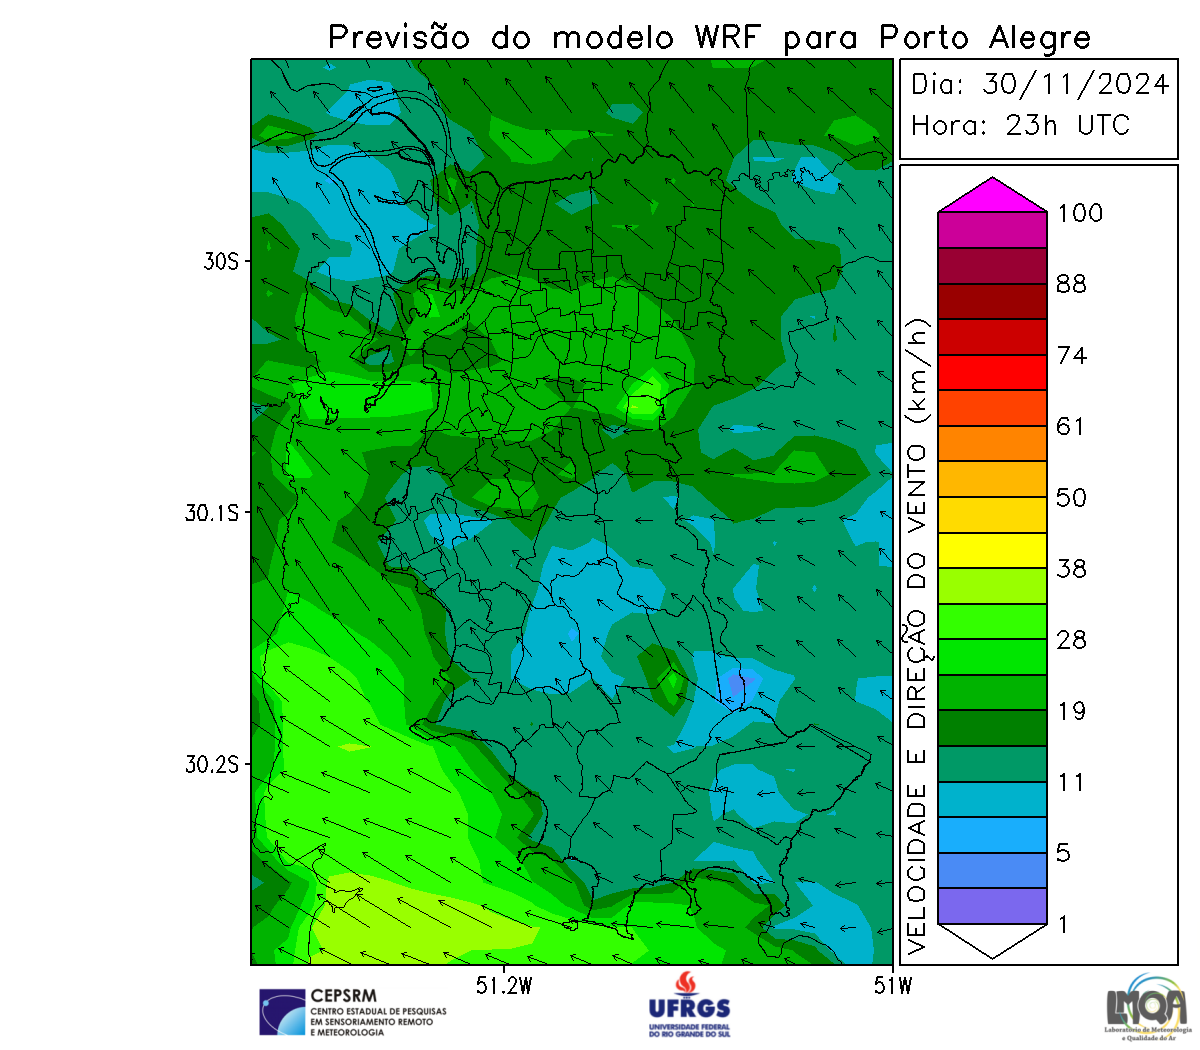 Previsão do modelo WRF para Porto Alegre
Dia: 30/11/2024
Hora: 23h UTC
30S
30.1S
30.2S
51.2W
51W
VELOCIDADE E DIREÇÃO DO VENTO (km/h)
100
88
74
61
50
38
28
19
11
5
1
CEPSRM
CENTRO ESTADUAL DE PESQUISAS
EM SENSORIAMENTO REMOTO
E METEOROLOGIA
UFRGS
UNIVERSIDADE FEDERAL
DO RIO GRANDE DO SUL
LMQA
Laboratório de Meteorologia
e Qualidade do Ar